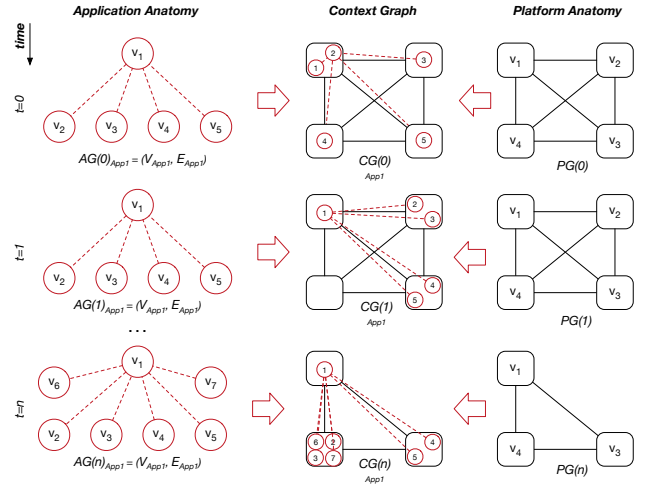 Application Anatomy Context Graph Platform Anatomy
time
t=0
v1
v2 v3 v4 v5
AG(0)App1 = (VApp1, EApp1)
2
1
3
4
5
CG(0)
App1
v1 v2
v4 v3
PG(0)
t=1
v1
v2 v3 v4 v5
AG(1)App1 = (VApp1, EApp1)
1
2
3
4
5
CG(1)
App1
v1 v2
v4 v3
PG(1)
...
t=n
v1
v6 v7
v2 v3 v4 v5
AG(n)App1 = (VApp1, EApp1)
1
6 2
3 7
4
5
CG(n)
App1
v1
v4 v3
PG(n)